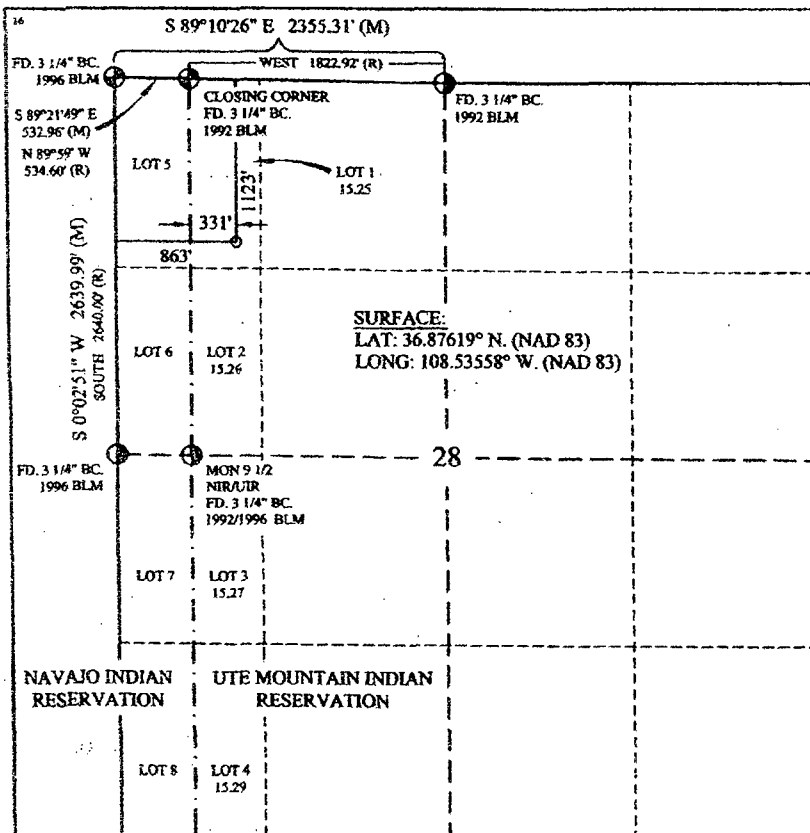 16
S 89°10'26" E 2355.31' (M)
WEST 1822.92' (R)
FD. 3 1/4" BC.
1996 BLM
CLOSING CORNER
FD. 3 1/4" BC.
1992 BLM
FD. 3 1/4" BC.
1992 BLM
S 89°21'49" E
532.96' (M)
N 89°59' W
534.60' (R)
LOT 5
LOT 1
15.25
1123'
331'
863'
S 0°02'51" W 2639.99' (M)
SOUTH 2640.00' (R)
SURFACE:
LAT: 36.87619° N. (NAD 83)
LONG: 108.53558° W. (NAD 83)
LOT 6
LOT 2
15.26
FD. 3 1/4" BC.
1996 BLM
MON 9 1/2
NIR/UIR
FD. 3 1/4" BC.
1992/1996 BLM
28
LOT 7
LOT 3
15.27
NAVAJO INDIAN
RESERVATION
UTE MOUNTAIN INDIAN
RESERVATION
LOT 8
LOT 4
15.29